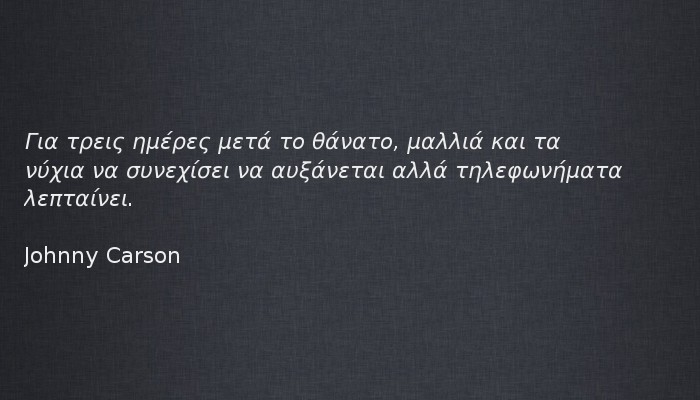 Για τρεις ημέρες μετά το θάνατο, μαλλιά και τα
νύχια να συνεχίσει να αυξάνεται αλλά τηλεφωνήματα
λεπταίνει.
Johnny Carson